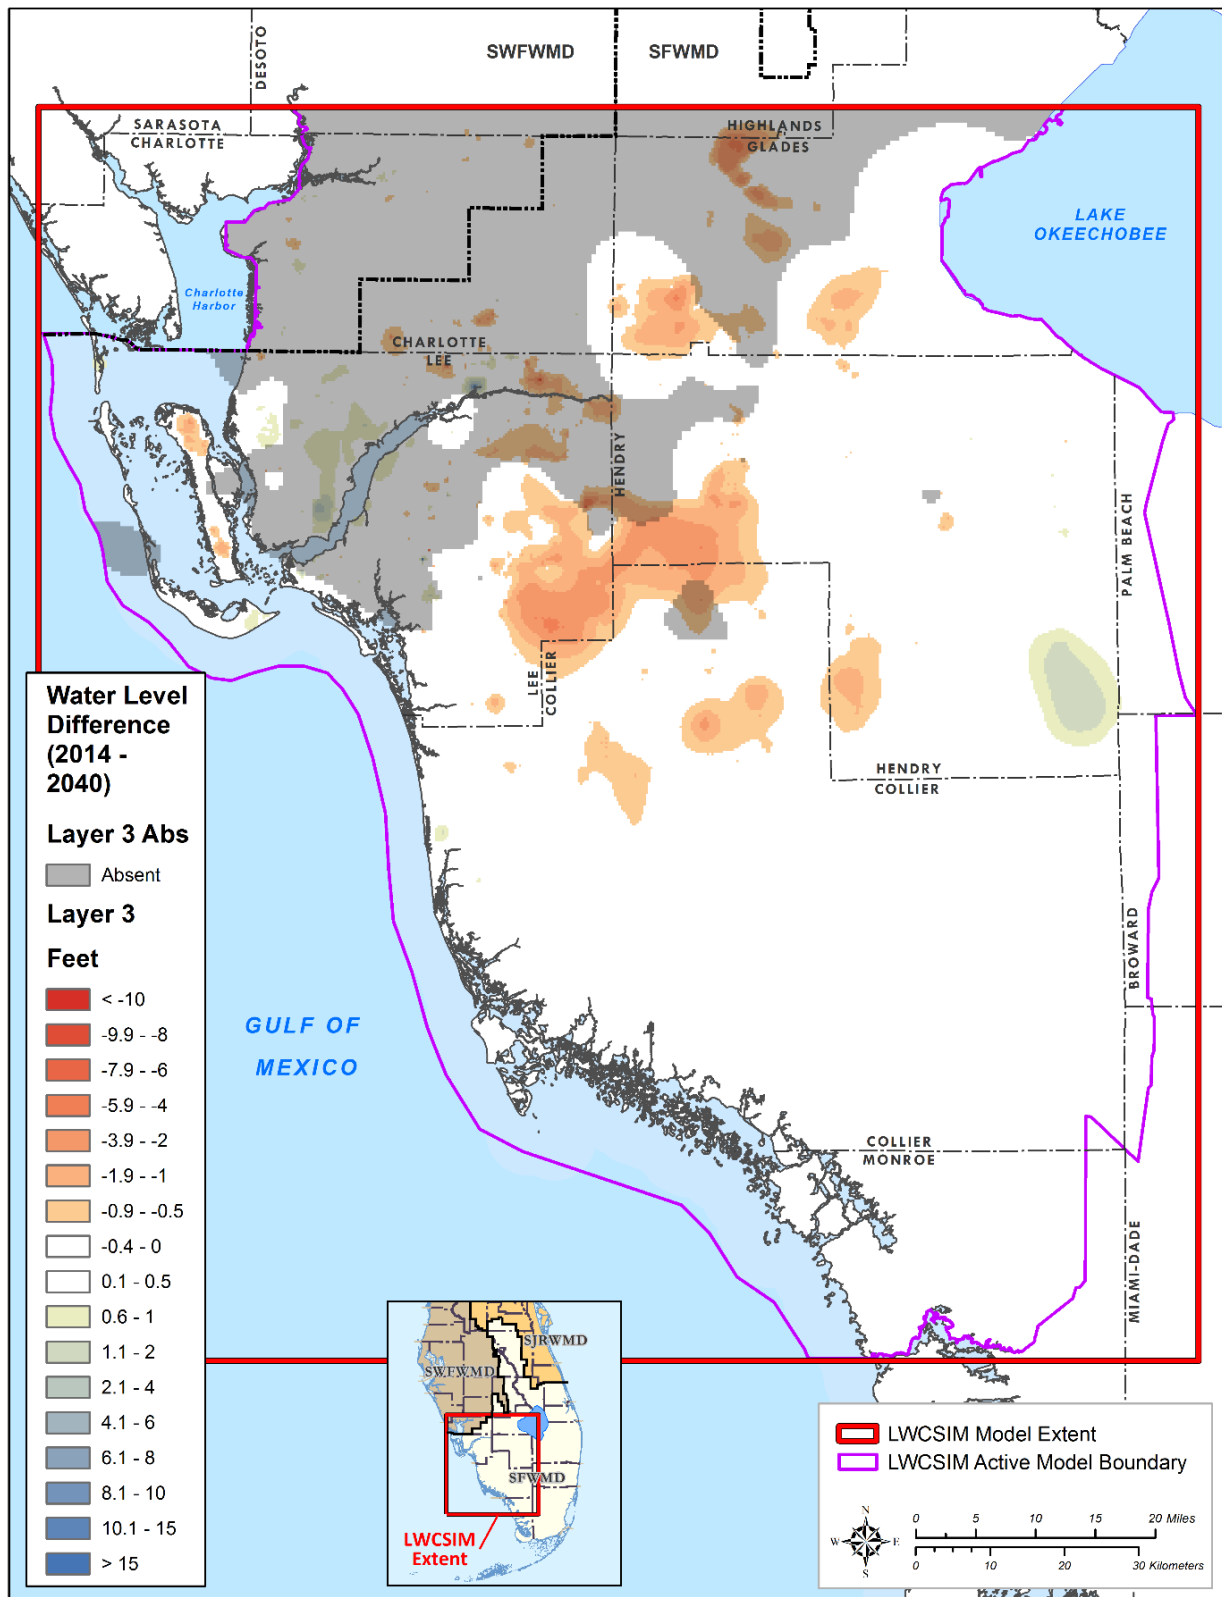 SWFWMD
SFWMD
DESOTO
SARASOTA
CHARLOTTE
HIGHLANDS
GLADES
LAKE
OKEECHOBEE
Charlotte
Harbor
CHARLOTTE
LEE
HENDRY
PALM BEACH
LEE
COLLIER
HENDRY
COLLIER
BROWARD
GULF OF
MEXICO
COLLIER
MONROE
MIAMI-DADE
Water Level
Difference
(2014 -
2040)
Layer 3 Abs
Absent
Layer 3
Feet
< -10
-9.9 - -8
-7.9 - -6
-5.9 - -4
-3.9 - -2
-1.9 - -1
-0.9 - -0.5
-0.4 - 0
0.1 - 0.5
0.6 - 1
1.1 - 2
2.1 - 4
4.1 - 6
6.1 - 8
8.1 - 10
10.1 - 15
> 15
SJRWMD
SWFWMD
SFWMD
LWCSIM
Extent
LWCSIM Model Extent
LWCSIM Active Model Boundary
N
W E
S
0 5 10 15 20 Miles
0 10 20 30 Kilometers